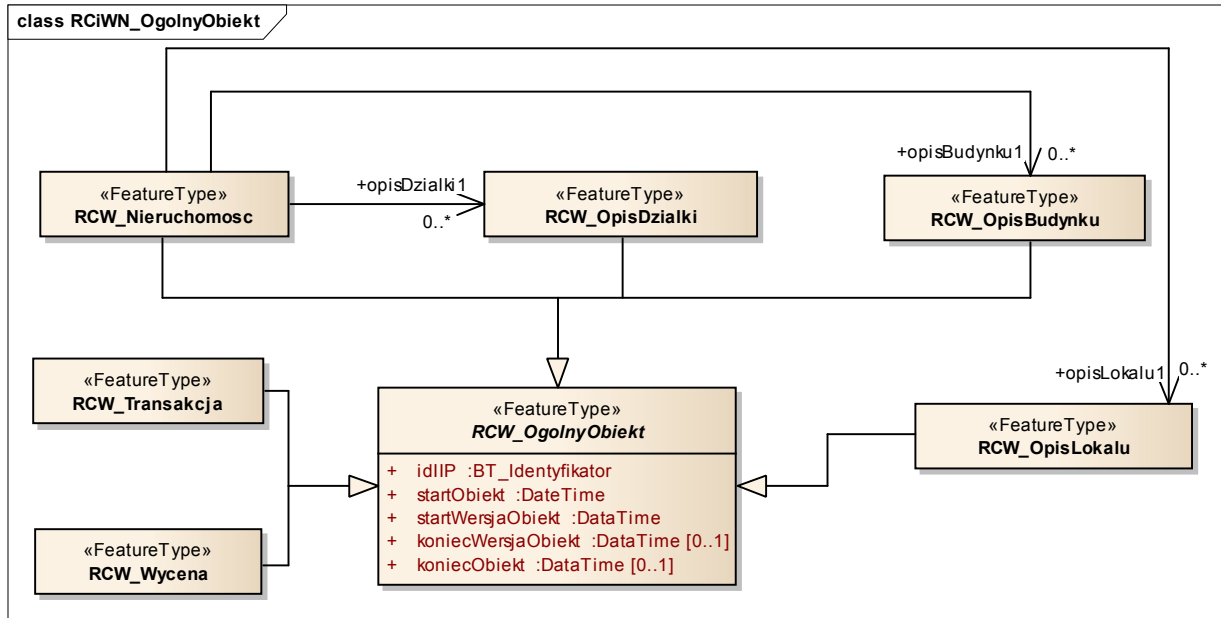 class RCiWN_OgolnyObiekt
+opisBudynku1
0..*
«FeatureType»
RCW_Nieruchomosc
+opisDzialki1
0..*
«FeatureType»
RCW_OpisDzialki
«FeatureType»
RCW_OpisBudynku
«FeatureType»
RCW_Transakcja
+opisLokalu1
0..*
«FeatureType»
RCW_OgolnyObiekt
+ idIIP :BT_Identyfikator
+ startObiekt :DateTime
+ startWersjaObiekt :DataTime
+ koniecWersjaObiekt :DataTime [0..1]
+ koniecObiekt :DataTime [0..1]
«FeatureType»
RCW_OpisLokalu
«FeatureType»
RCW_Wycena